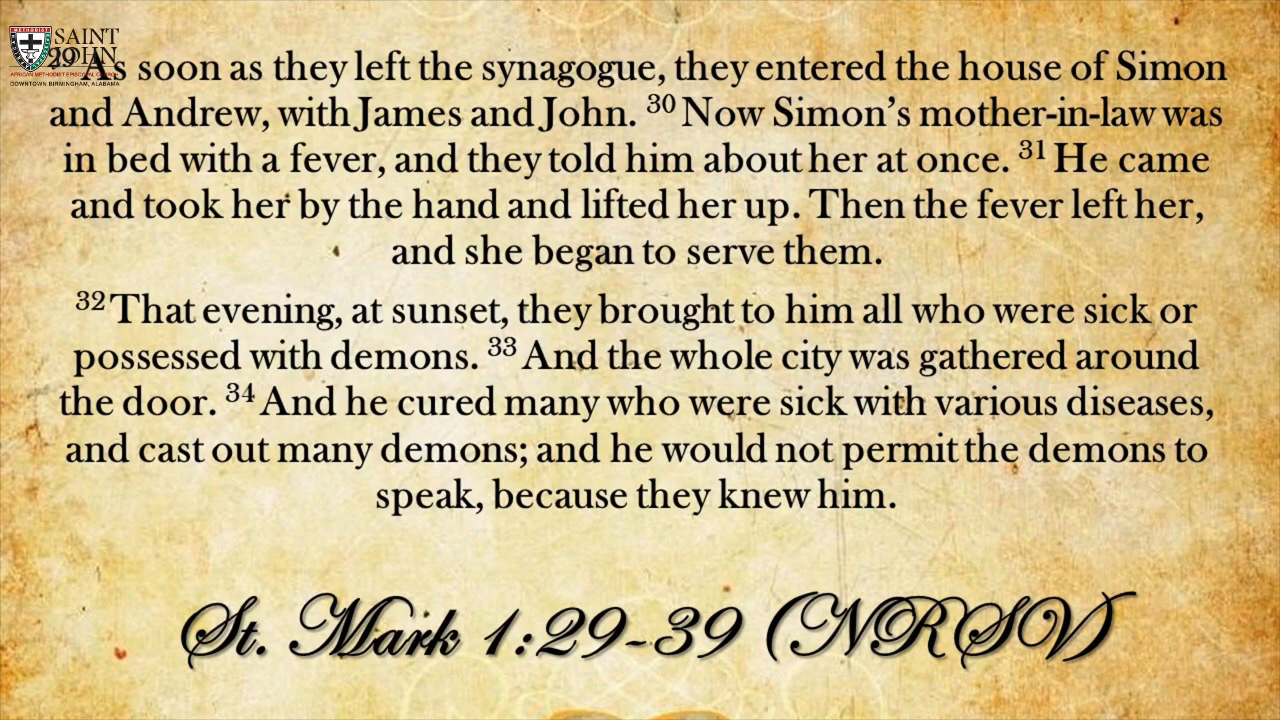 SAINT
JOHN
METHODIST
AFRICAN METHODIST EPISCOPAL CHURCH
DOWNTOWN BIRMINGHAM, ALABAMA
29 As soon as they left the synagogue, they entered the house of Simon
and Andrew, with James and John. 30 Now Simon’s mother-in-law was
in bed with a fever, and they told him about her at once. 31 He came
and took her by the hand and lifted her up. Then the fever left her,
and she began to serve them.
32 That evening, at sunset, they brought to him all who were sick or
possessed with demons. 33 And the whole city was gathered around
the door. 34 And he cured many who were sick with various diseases,
and cast out many demons; and he would not permit the demons to
speak, because they knew him.
St. Mark 1:29-39 (NRSV)